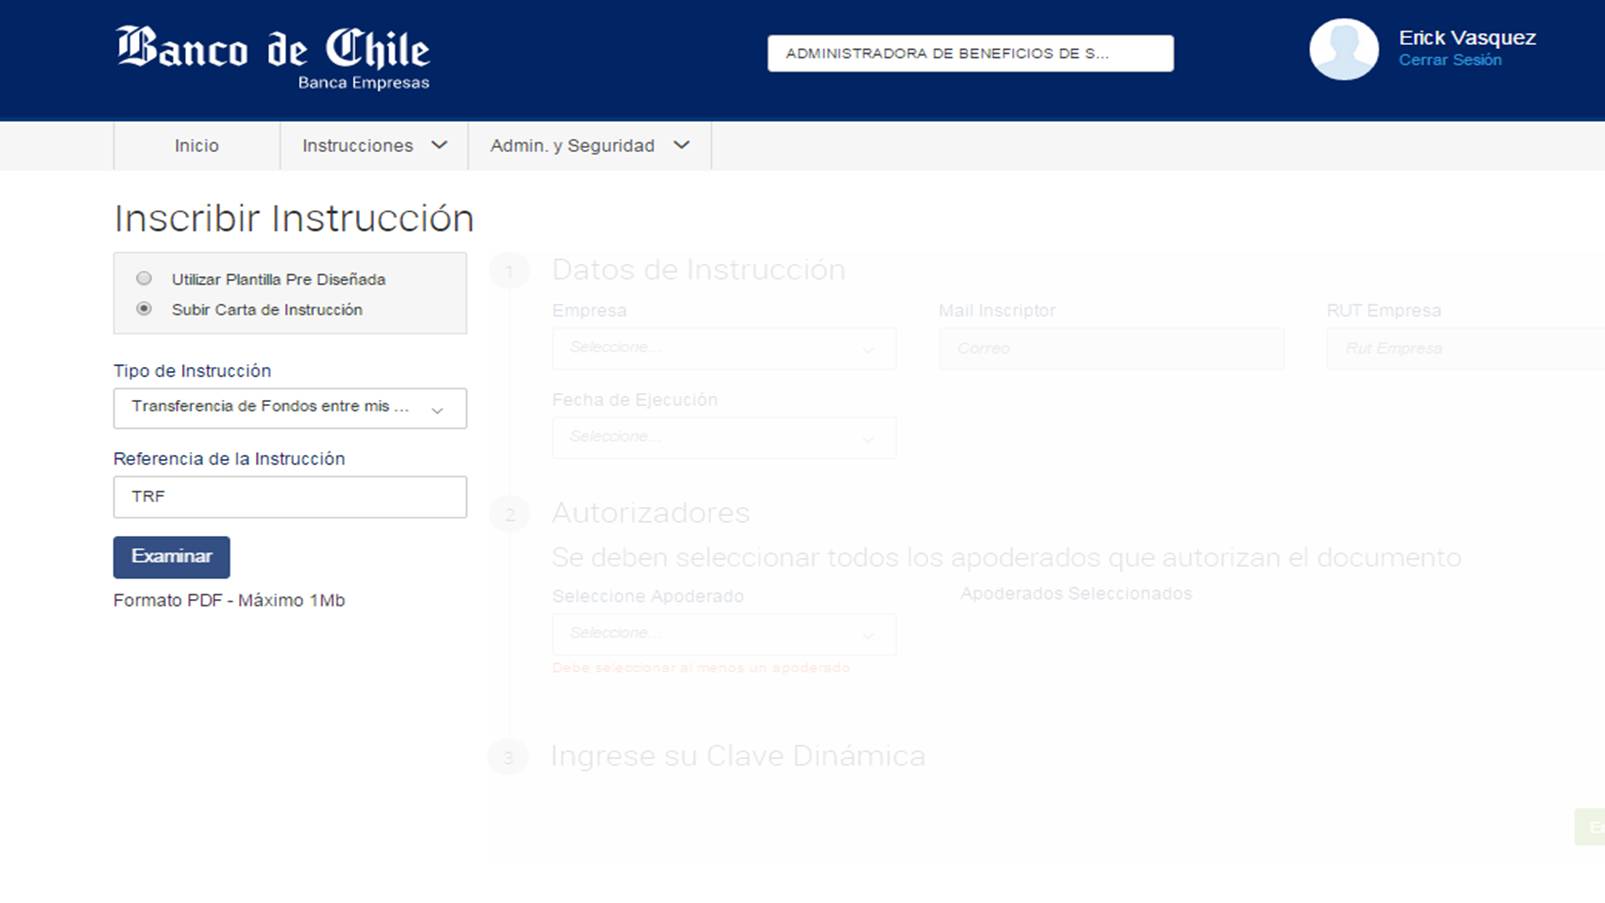 Banco de Chile
Banca Empresas
ADMINISTRADORA DE BENEFICIOS DE S...
Erick Vasquez
Cerrar Sesión
Inicio
Instrucciones
Admin. y Seguridad
Inscribir Instrucción
Utilizar Plantilla Pre Diseñada
Subir Carta de Instrucción
Tipo de Instrucción
Transferencia de Fondos entre mis ...
Referencia de la Instrucción
TRF
Examinar
Formato PDF - Máximo 1Mb
1
Datos de Instrucción
Empresa
Mail Inscriptor
RUT Empresa
Seleccione...
Correo
Rut Empresa
Fecha de Ejecución
Seleccione...
2
Autorizadores
Se deben seleccionar todos los apoderados que autorizan el documento
Seleccione Apoderado
Apoderados Seleccionados
Seleccione...
Debe seleccionar al menos un apoderado
3
Ingrese su Clave Dinámica